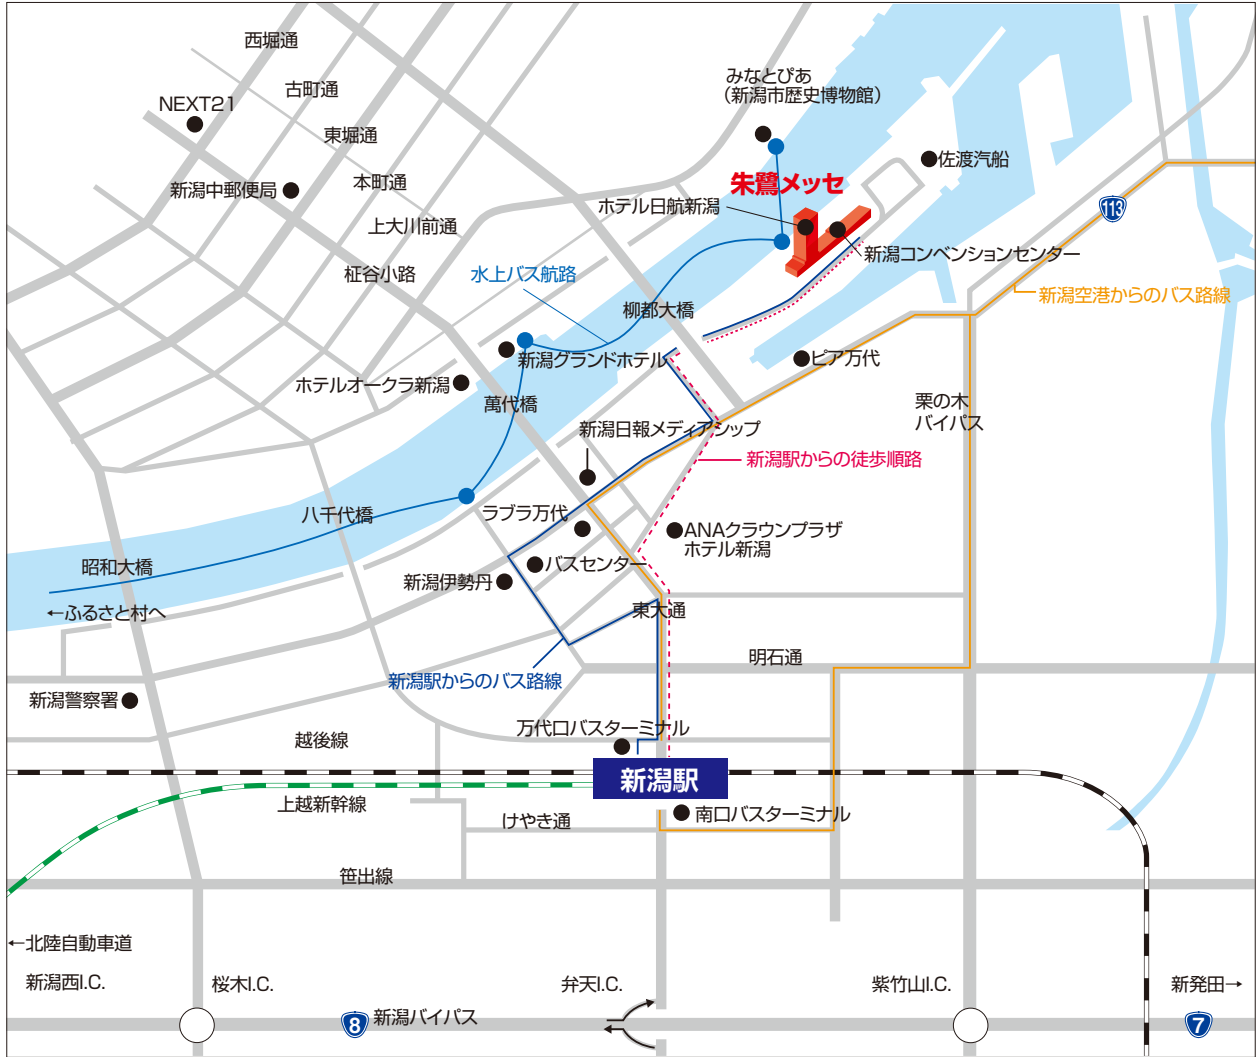 西堀通
古町通
NEXT21
東堀通
新潟中郵便局
本町通
上大川前通
柾谷小路
みなとぴあ
（新潟市歴史博物館）
佐渡汽船
朱鷺メッセ
ホテル日航新潟
113
新潟コンベンションセンター
水上バス航路
新潟空港からのバス路線
柳都大橋
新潟グランドホテル
ピア万代
ホテルオークラ新潟
萬代橋
栗の木
バイパス
新潟日報メディアシップ
新潟駅からの徒歩順路
ラブラ万代
八千代橋
ANAクラウンプラザ
ホテル新潟
昭和大橋
バスセンター
新潟伊勢丹
←ふるさと村へ
東大通
明石通
新潟駅からのバス路線
新潟警察署
万代口バスターミナル
越後線
新潟駅
上越新幹線
南口バスターミナル
けやき通
笹出線
←北陸自動車道
新潟西I.C.
桜木I.C.
弁天I.C.
紫竹山I.C.
新発田→
8
新潟バイパス
7